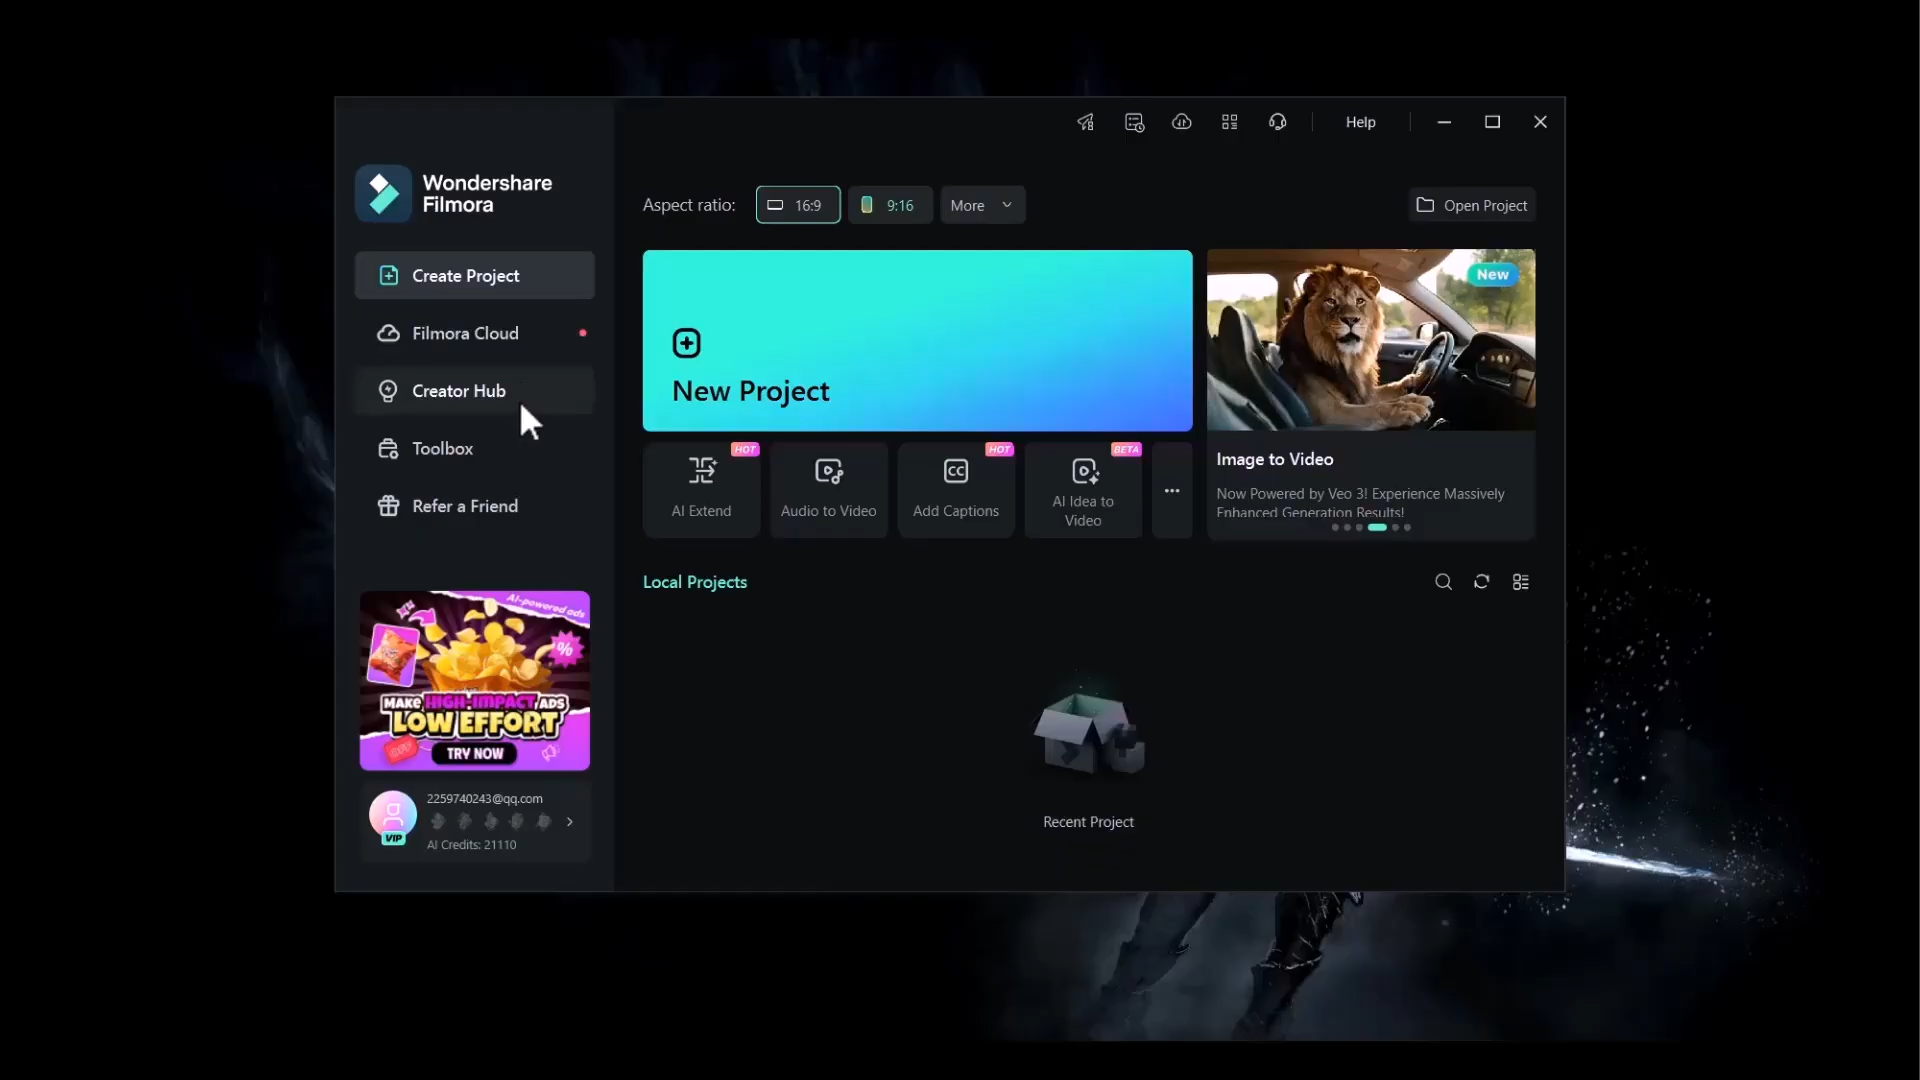 Help
Wondershare
Filmora
Aspect ratio:
16:9
9:16
More
Open Project
Create Project
Filmora Cloud
Creator Hub
Toolbox
Refer a Friend
New Project
New
HOT
AI Extend
Audio to Video
HOT
Add Captions
BETA
AI Idea to
Video
Image to Video
Now Powered by Veo 3! Experience Massively
Enhanced Generation Results!
Local Projects
AI-powered ads
%
MAKE HIGH-IMPACT ADS
LOW EFFORT
OFF
TRY NOW
2259740243@qq.com
VIP
AI Credits: 21110
Recent Project